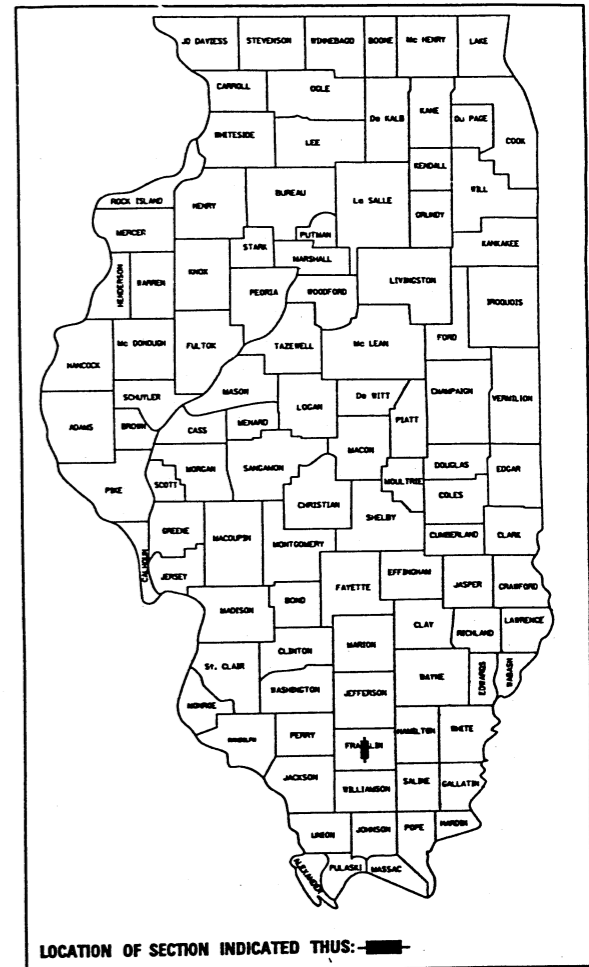 JO DAVIESS STEVENSON WINNEBAGO BOONE Mc HENRY LAKE
CARROLL OGLE
De KALB KANE Du PAGE COOK
WHITESIDE LEE
KENDALL
ROCK ISLAND HENRY BUREAU La SALLE GRUNDY WILL
MERCER PUTMAN
STARK MARSHALL KANKAKEE
HENDERSON WARREN KNOX PEORIA WOODFORD LIVINGSTON IROQUOIS
HANCOCK Mc DONOUGH FULTOK TAZEWELL Mc LEAN FORD
SCHUYLER MASON LOGAN De WITT PIATT CHAMPAIGN VERMILION
ADAMS BROWN CASS MENARD
MACON
PIKE SCOTT MORGAN SANGAMON MOULTRIE DOUGLAS EDGAR
CHRISTIAN COLES
GREENE MACOUPIN SHELBY
CALHOUN MONTGOMERY CUMBERLAND CLARK
JERSEY FAYETTE EFFINGHAM JASPER CRAWFORD
MADISON BOND
CLAY RICHLAND LAWRENCE
CLINTON MARION
St. CLAIR WAYNE EDWARDS WABASH
WASHINGTON JEFFERSON
MONROE
RANDOLPH PERRY FRANKLIN HAMILTON WHITE
JACKSON WILLIAMSON SALINE GALLATIN
UNION JOHNSON POPE HARDIN
ALEXANDER PULASKI MASSAC
LOCATION OF SECTION INDICATED THUS: